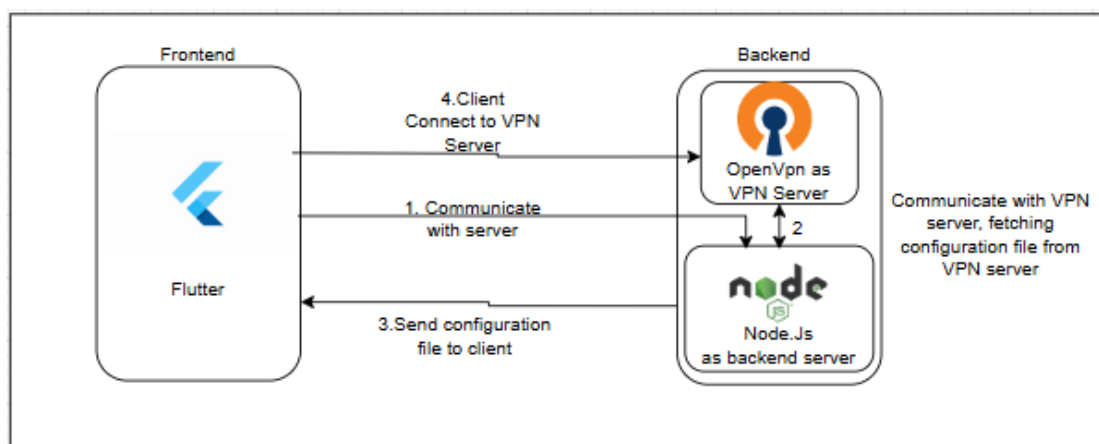 Frontend
Backend
4.Client
Connect to VPN
Server
OpenVpn as
VPN Server
1. Communicate
with server
2
Communicate with VPN
server, fetching
configuration file from
VPN server
Flutter
node
JS
3.Send configuration
file to client
Node.Js
as backend server